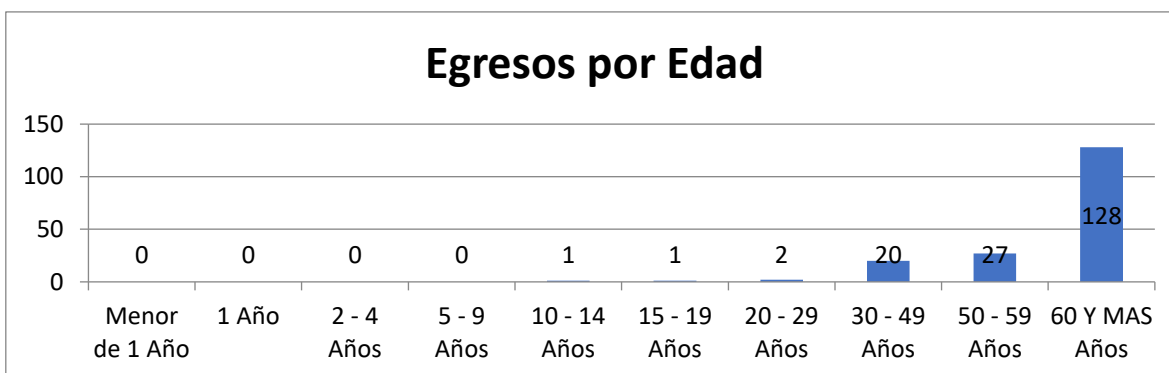 Egresos por Edad
150
100
50
0
0 0 0 0 1 1 2 20 27 128
Menor de 1 Año
1 Año
2 - 4 Años
5 - 9 Años
10 - 14 Años
15 - 19 Años
20 - 29 Años
30 - 49 Años
50 - 59 Años
60 Y MAS Años